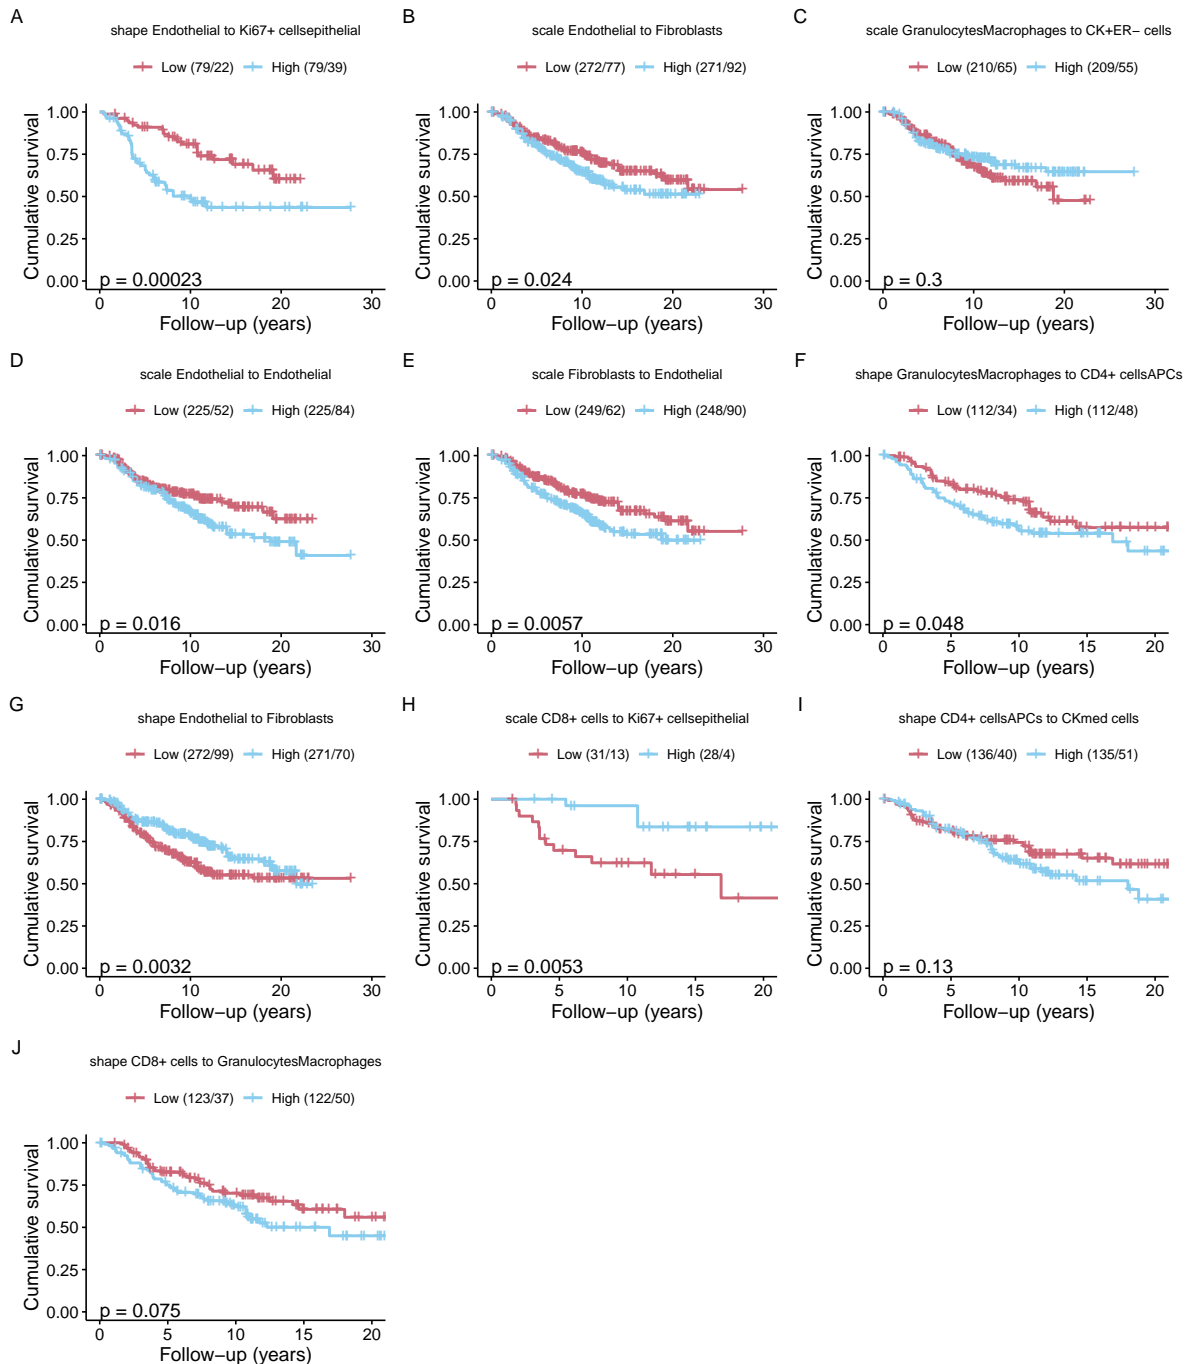 A
shape Endothelial to Ki67+ cellsepithelial
Low (79/22) High (79/39)
Cumulative survival
1.00
0.75
0.50
0.25
0.00
p = 0.00023
0 10 20 30
Follow−up (years)
B
scale Endothelial to Fibroblasts
Low (272/77) High (271/92)
Cumulative survival
1.00
0.75
0.50
0.25
0.00
p = 0.024
0 10 20 30
Follow−up (years)
C
scale GranulocytesMacrophages to CK+ER− cells
Low (210/65) High (209/55)
Cumulative survival
1.00
0.75
0.50
0.25
0.00
p = 0.3
0 10 20 30
Follow−up (years)
D
scale Endothelial to Endothelial
Low (225/52) High (225/84)
Cumulative survival
1.00
0.75
0.50
0.25
0.00
p = 0.016
0 10 20 30
Follow−up (years)
E
scale Fibroblasts to Endothelial
Low (249/62) High (248/90)
Cumulative survival
1.00
0.75
0.50
0.25
0.00
p = 0.0057
0 10 20 30
Follow−up (years)
F
shape GranulocytesMacrophages to CD4+ cellsAPCs
Low (112/34) High (112/48)
Cumulative survival
1.00
0.75
0.50
0.25
0.00
p = 0.048
0 5 10 15 20
Follow−up (years)
G
shape Endothelial to Fibroblasts
Low (272/99) High (271/70)
Cumulative survival
1.00
0.75
0.50
0.25
0.00
p = 0.0032
0 10 20 30
Follow−up (years)
H
scale CD8+ cells to Ki67+ cellsepithelial
Low (31/13) High (28/4)
Cumulative survival
1.00
0.75
0.50
0.25
0.00
p = 0.0053
0 5 10 15 20
Follow−up (years)
I
shape CD4+ cellsAPCs to CKmed cells
Low (136/40) High (135/51)
Cumulative survival
1.00
0.75
0.50
0.25
0.00
p = 0.13
0 5 10 15 20
Follow−up (years)
J
shape CD8+ cells to GranulocytesMacrophages
Low (123/37) High (122/50)
Cumulative survival
1.00
0.75
0.50
0.25
0.00
p = 0.075
0 5 10 15 20
Follow−up (years)